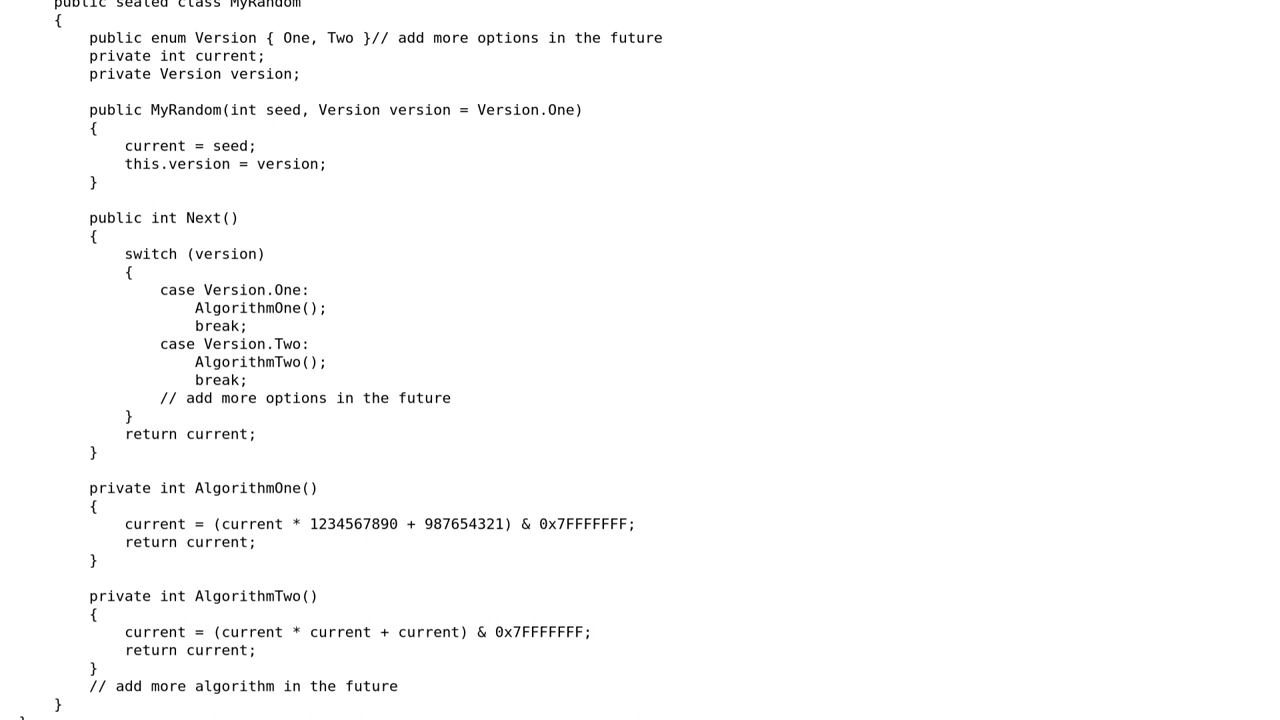 public sealed class MyRandom
{
public enum Version { One, Two }// add more options in the future
private int current;
private Version version;
public MyRandom(int seed, Version version = Version.One)
{
current = seed;
this.version = version;
}
public int Next()
{
switch (version)
{
case Version.One:
AlgorithmOne();
break;
case Version.Two:
AlgorithmTwo();
break;
// add more options in the future
}
return current;
}
private int AlgorithmOne()
{
current = (current * 1234567890 + 987654321) & 0x7FFFFFFF;
return current;
}
private int AlgorithmTwo()
{
current = (current * current + current) & 0x7FFFFFFF;
return current;
}
// add more algorithm in the future
}
}